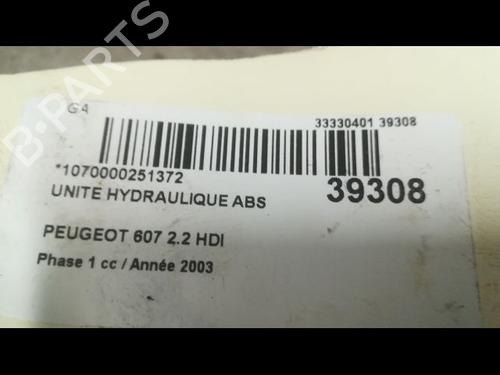 B-PARTS
G4
33330401 39308
*1070000251372
39308
UNITE HYDRAULIQUE ABS
PEUGEOT 607 2.2 HDI
Phase 1 cc / Année 2003